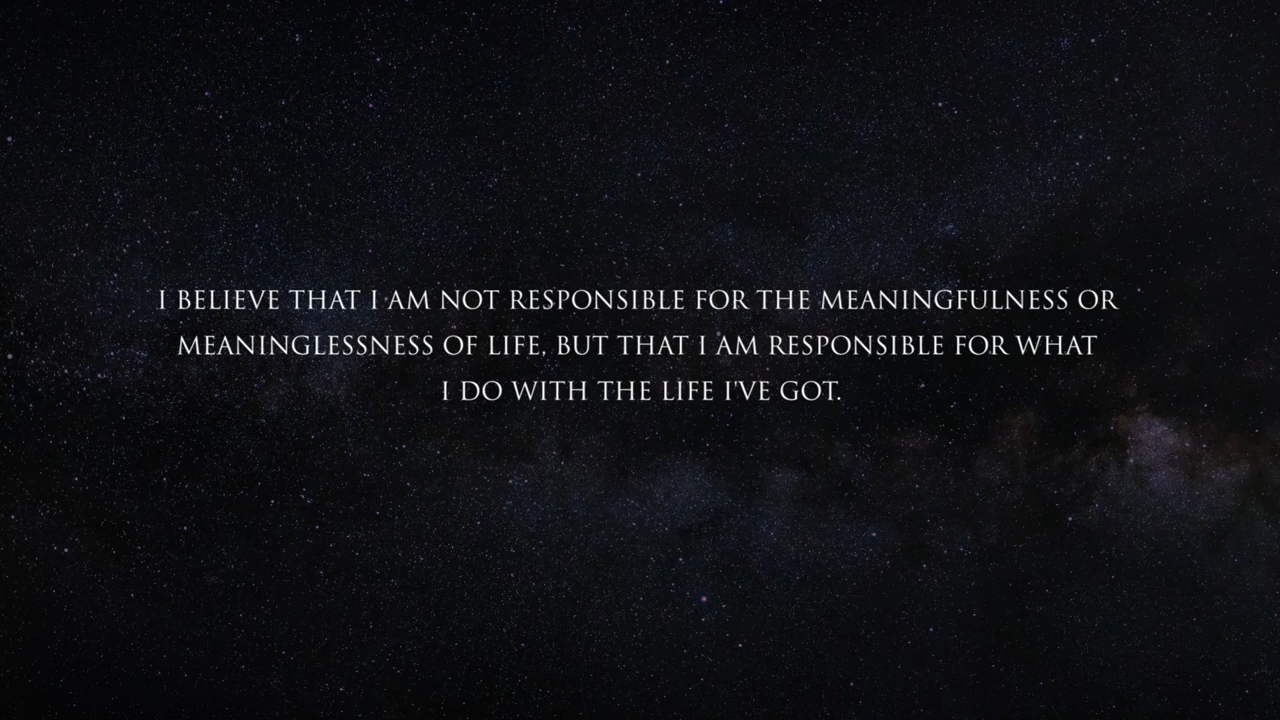 I BELIEVE THAT I AM NOT RESPONSIBLE FOR THE MEANINGFULNESS OR
MEANINGLESSNESS OF LIFE, BUT THAT I AM RESPONSIBLE FOR WHAT
I DO WITH THE LIFE I'VE GOT.